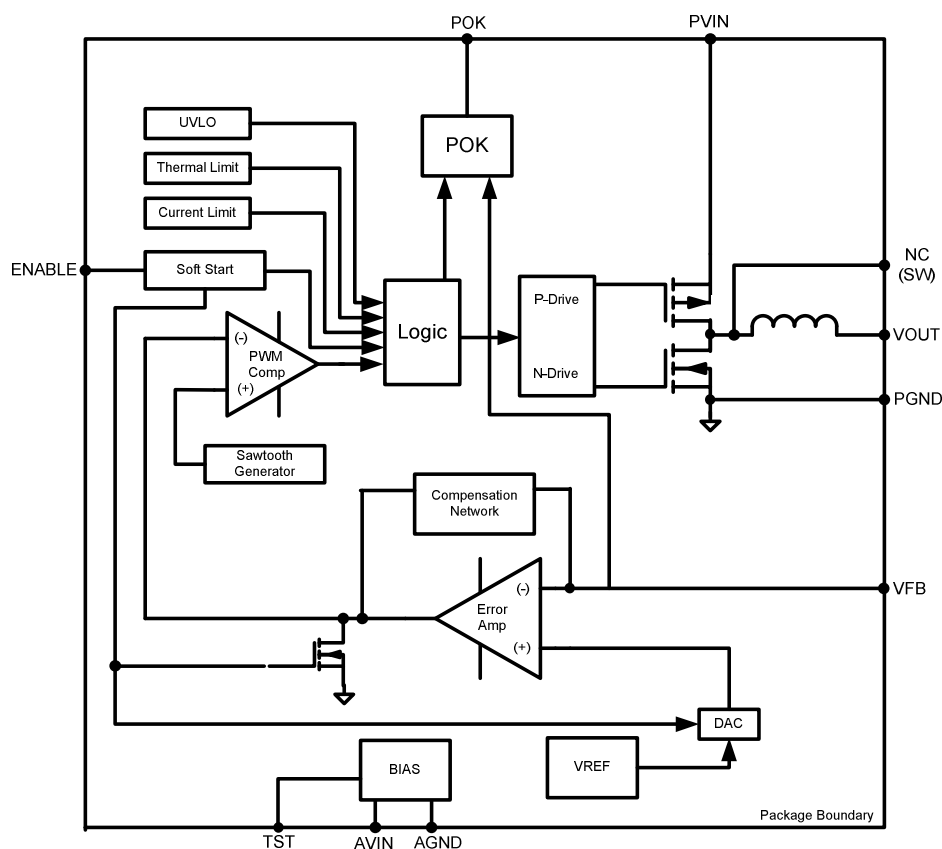 POK
PVIN
UVLO
POK
Thermal Limit
Current Limit
NC
(SW)
ENABLE
Soft Start
P-Drive
Logic
VOUT
(-)
PWM
Comp
(+)
N-Drive
PGND
Sawtooth
Generator
Compensation
Network
(-)
VFB
Error
Amp
(+)
DAC
BIAS
VREF
Package Boundary
TST
AVIN
AGND